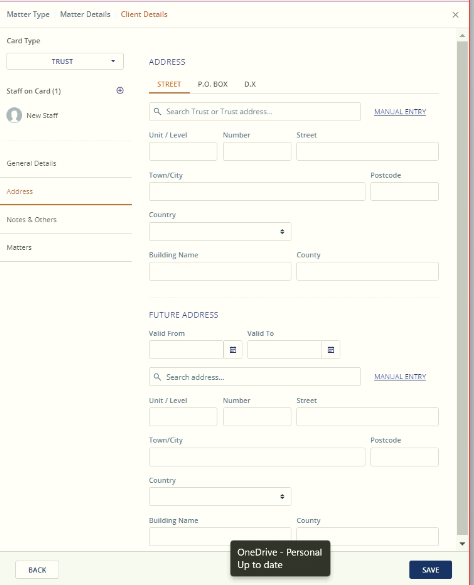 Matter Type Matter Details Client Details
Card Type
TRUST
Staff on Card (1)
New Staff
General Details
Address
Notes & Others
Matters
ADDRESS
STREET P.O. BOX D.X
Search Trust or Trust address... MANUAL ENTRY
Unit / Level Number Street
Town/City Postcode
Country
Building Name County
FUTURE ADDRESS
Valid From Valid To
Search address... MANUAL ENTRY
Unit / Level Number Street
Town/City Postcode
Country
Building Name County
OneDrive - Personal
Up to date
BACK SAVE